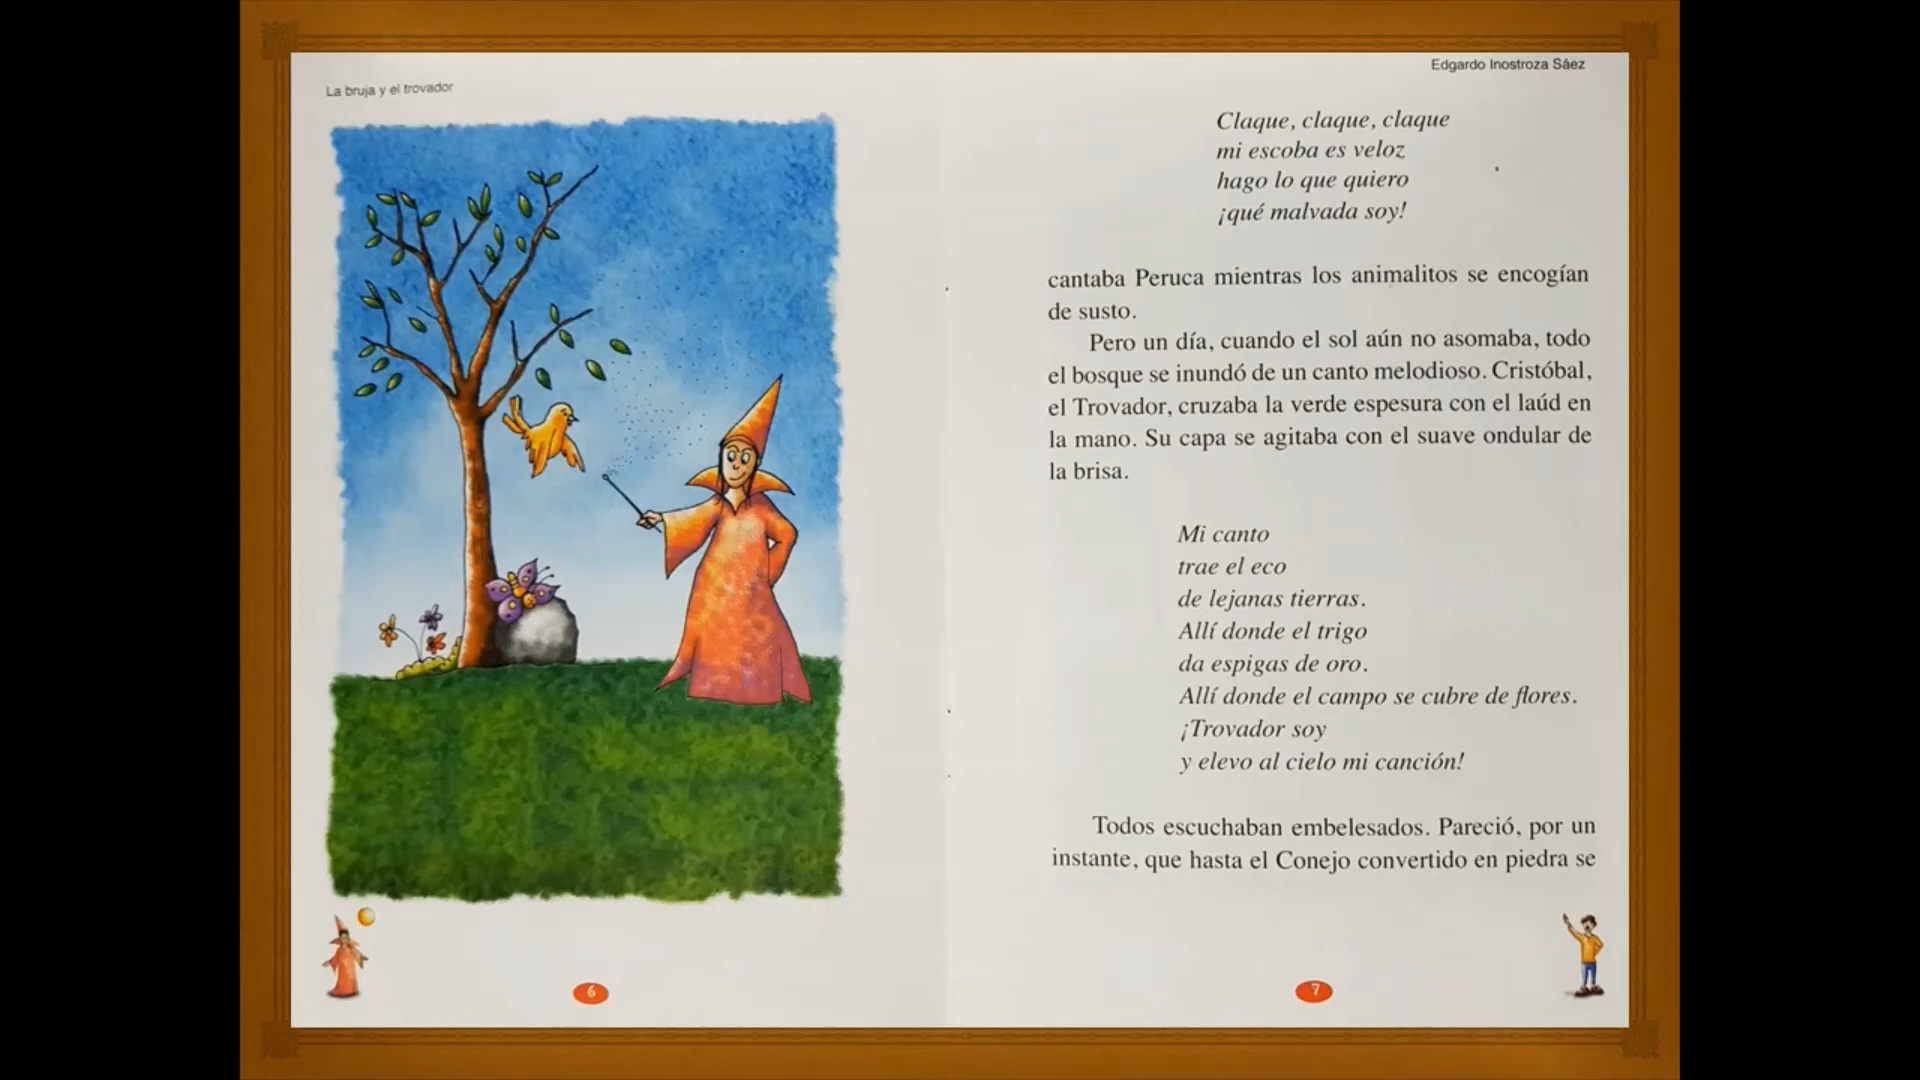 La bruja y el trovador
6
Edgardo Inostroza Sáez
Claque, claque, claque
mi escoba es veloz
hago lo que quiero
¡qué malvada soy!
cantaba Peruca mientras los animalitos se encogían
de susto.
Pero un día, cuando el sol aún no asomaba, todo
el bosque se inundó de un canto melodioso. Cristóbal,
el Trovador, cruzaba la verde espesura con el laúd en
la mano. Su capa se agitaba con el suave ondular de
la brisa.
Mi canto
trae el eco
de lejanas tierras.
Allí donde el trigo
da espigas de oro.
Allí donde el campo se cubre de flores.
¡Trovador soy
y elevo al cielo mi canción!
Todos escuchaban embelesados. Pareció, por un
instante, que hasta el Conejo convertido en piedra se
7